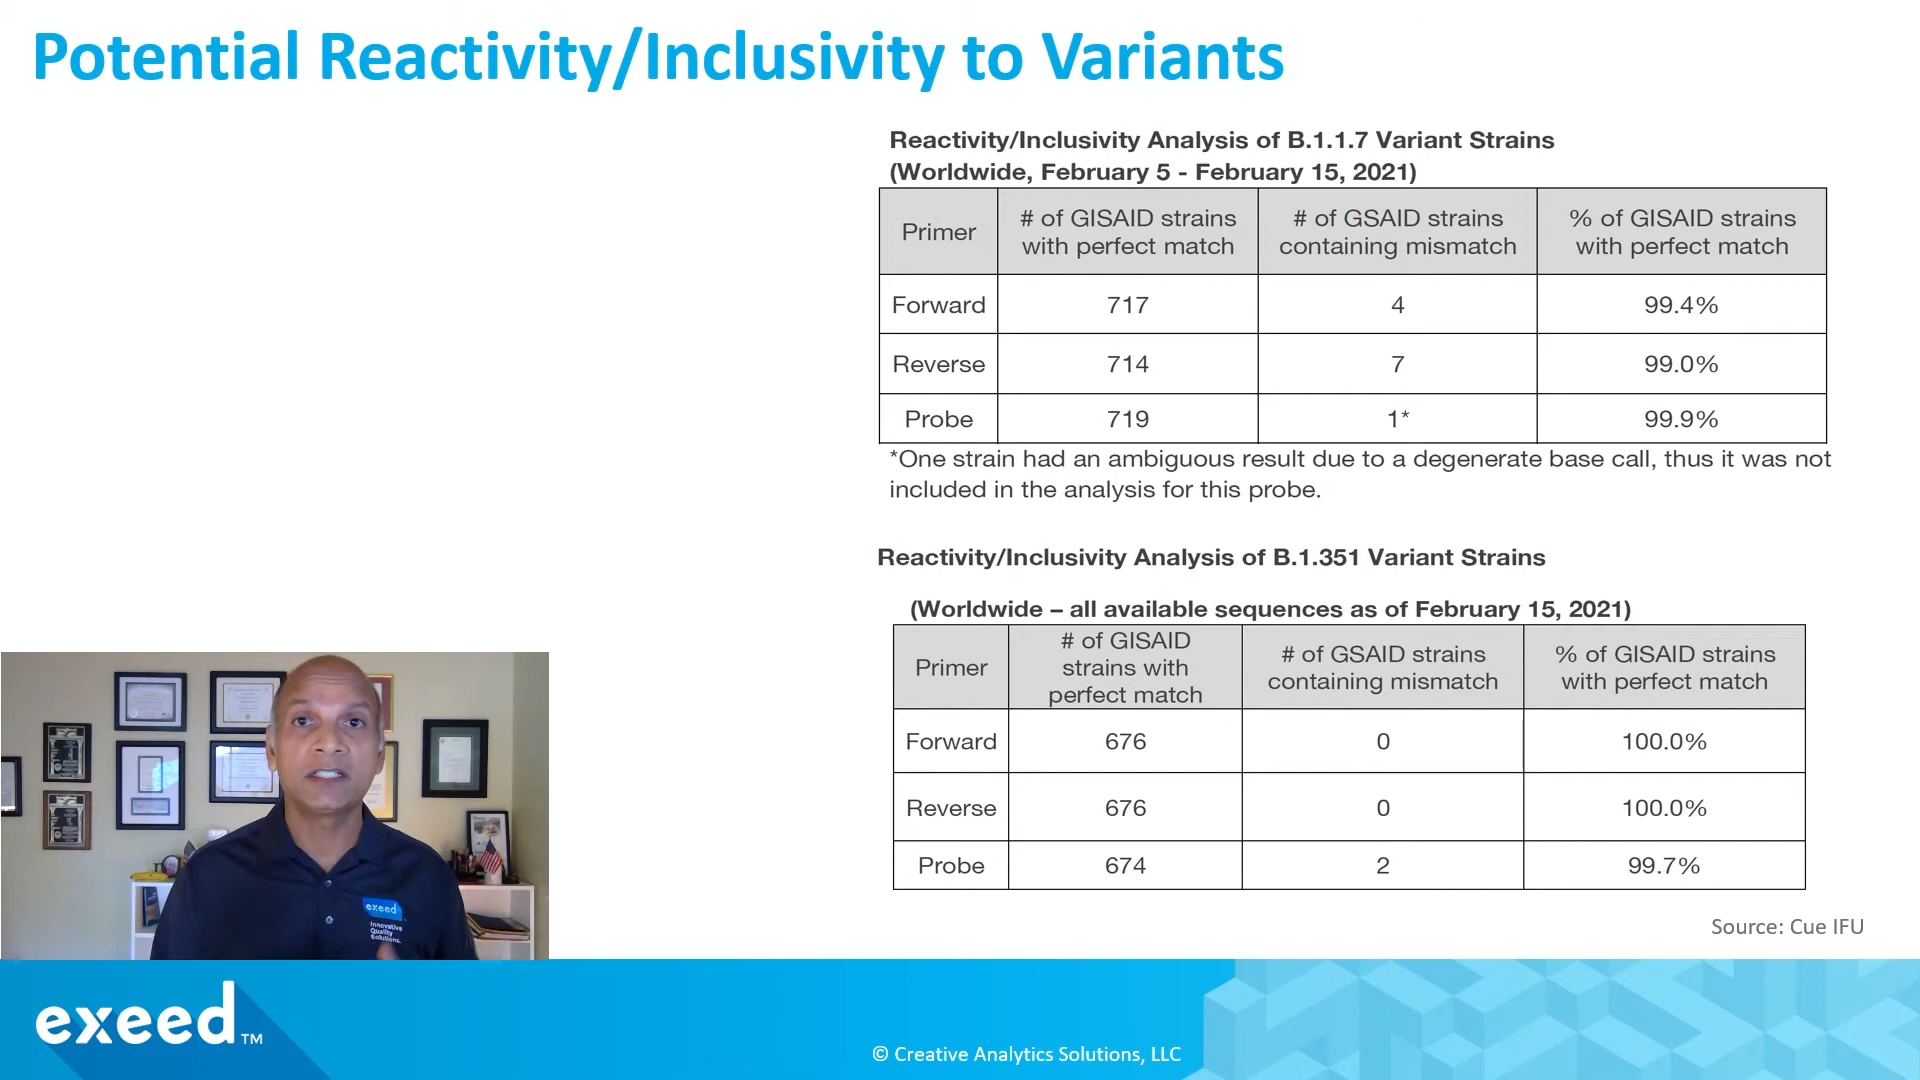 Potential Reactivity/Inclusivity to Variants
Reactivity/Inclusivity Analysis of B.1.1.7 Variant Strains
(Worldwide, February 5 - February 15, 2021)
Primer
# of GISAID strains
with perfect match
# of GSAID strains
containing mismatch
% of GISAID strains
with perfect match
Forward 717 4 99.4%
Reverse 714 7 99.0%
Probe 719 1* 99.9%
*One strain had an ambiguous result due to a degenerate base call, thus it was not
included in the analysis for this probe.
Reactivity/Inclusivity Analysis of B.1.351 Variant Strains
(Worldwide – all available sequences as of February 15, 2021)
Primer
# of GISAID
strains with
perfect match
# of GSAID strains
containing mismatch
% of GISAID strains
with perfect match
Forward 676 0 100.0%
Reverse 676 0 100.0%
Probe 674 2 99.7%
Source: Cue IFU
exeed
Innovative
Quality
Solutions.
exeed™
© Creative Analytics Solutions, LLC